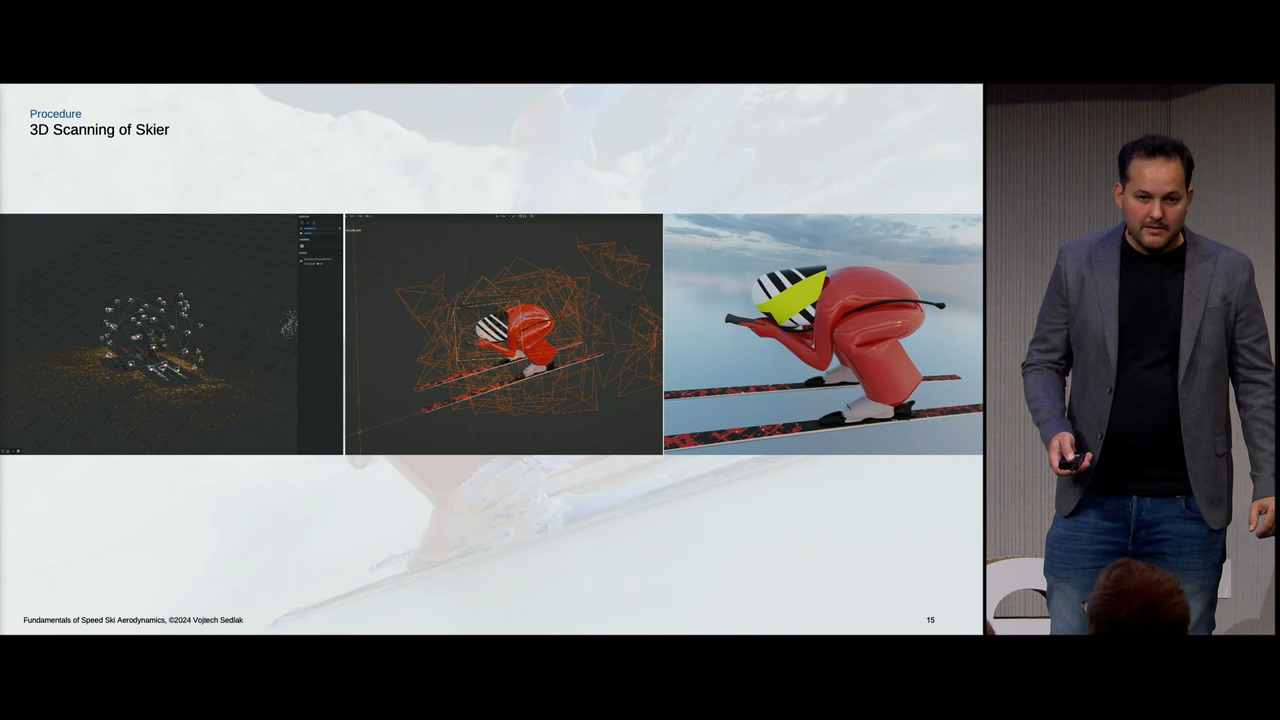 Procedure
3D Scanning of Skier
Fundamentals of Speed Ski Aerodynamics, ©2024 Vojtech Sedlak
15